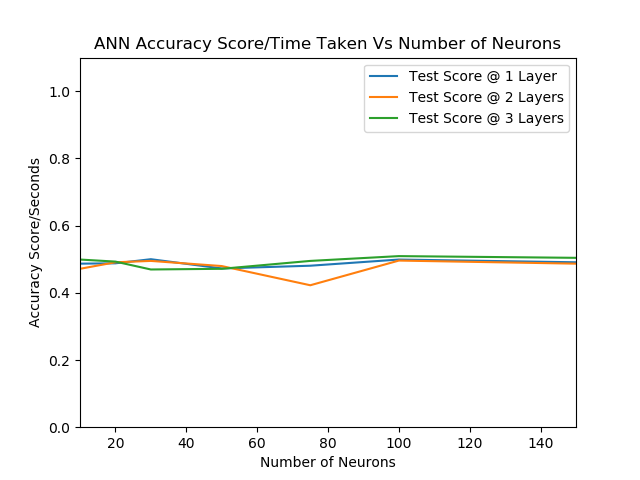 ANN Accuracy Score/Time Taken Vs Number of Neurons
Test Score @ 1 Layer
Test Score @ 2 Layers
Test Score @ 3 Layers
Accuracy Score/Seconds
1.0
0.8
0.6
0.4
0.2
0.0
20 40 60 80 100 120 140
Number of Neurons